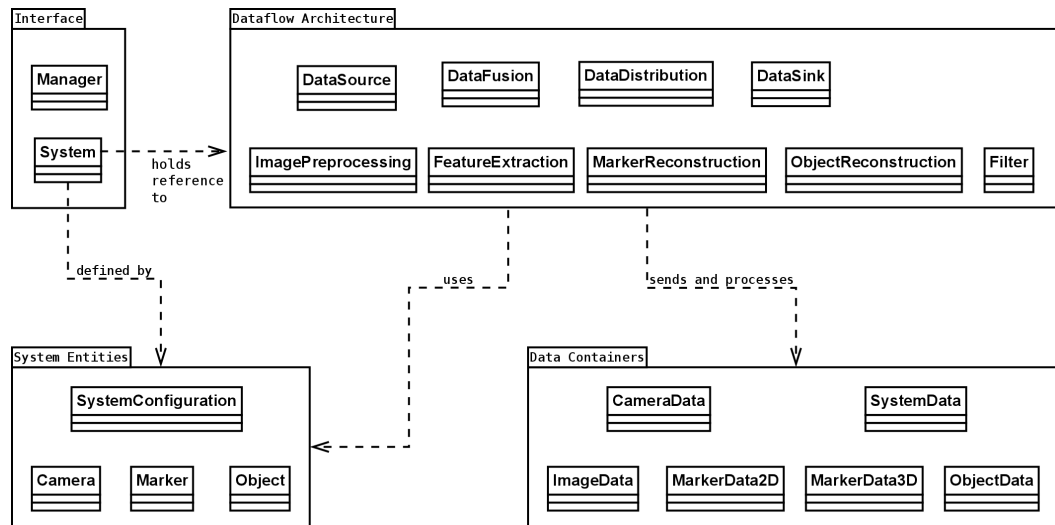 Interface
Manager
System
holds
reference
to
Dataflow Architecture
DataSource
DataFusion
DataDistribution
DataSink
ImagePreprocessing
FeatureExtraction
MarkerReconstruction
ObjectReconstruction
Filter
defined by
uses
sends and processes
System Entities
SystemConfiguration
Camera
Marker
Object
Data Containers
CameraData
SystemData
ImageData
MarkerData2D
MarkerData3D
ObjectData